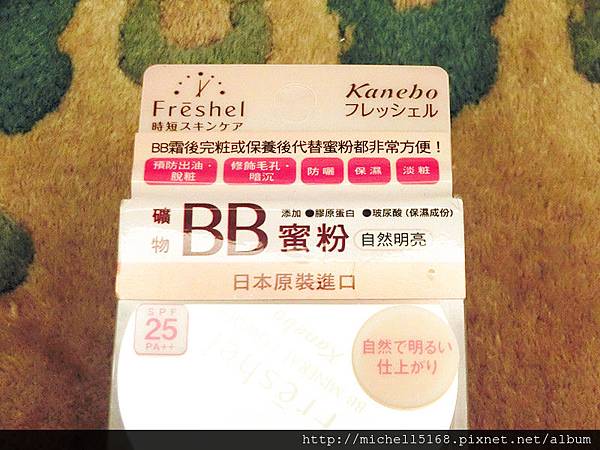 Frēshel
時短スキンケア
Kanebo
フレッシェル
BB霜後完粧或保養後代替蜜粉都非常方便！
預防出油・脫粧
修飾毛孔・暗沉
防曬
保濕
淡粧
礦物
BB
添加 ●膠原蛋白 ●玻尿酸(保濕成份)
蜜粉
自然明亮
日本原裝進口
SPF
25
PA++
自然で明るい
仕上がり
Kanebo
BB MINERAL
Freshel
http://michell5168.pixnet.net/album